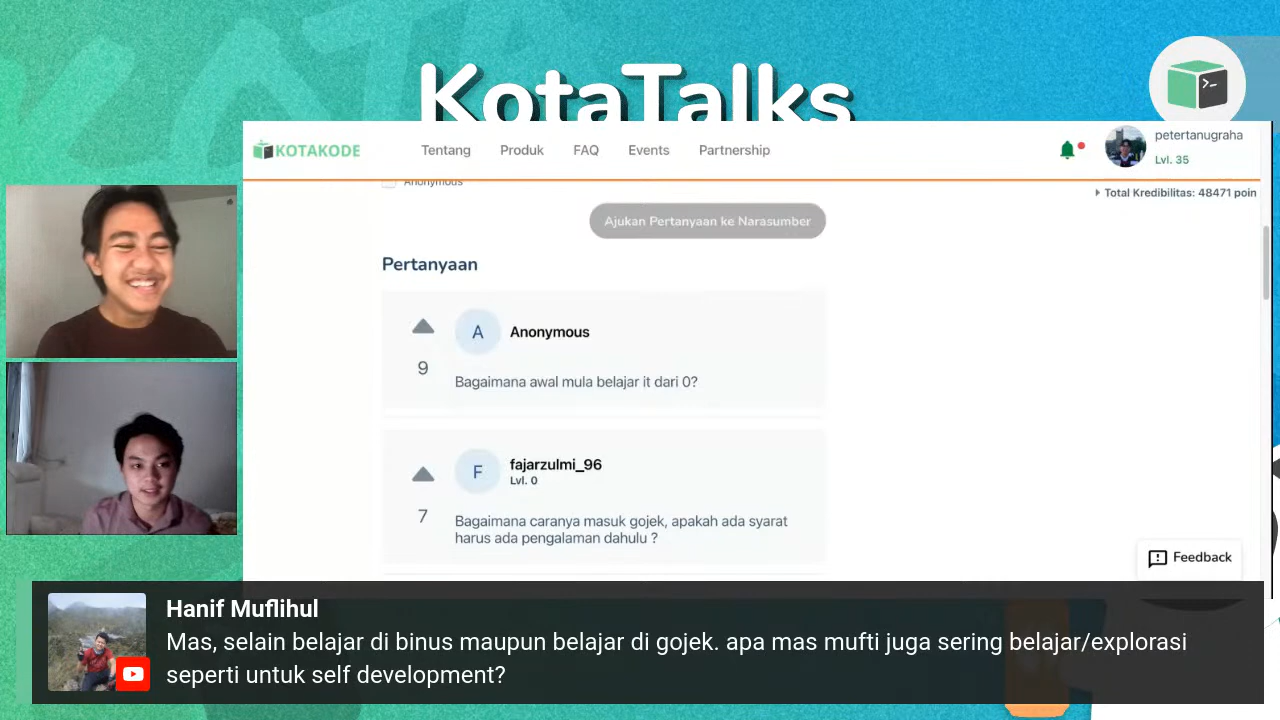 KotaTalks
>_
KOTAKODE
Tentang
Produk
FAQ
Events
Partnership
petertanugraha
Lvl. 35
Total Kredibilitas: 48471 poin
Anonymous
Ajukan Pertanyaan ke Narasumber
Pertanyaan
A
Anonymous
9
Bagaimana awal mula belajar it dari 0?
F
fajarzulmi_96
Lvl. 0
7
Bagaimana caranya masuk gojek, apakah ada syarat
harus ada pengalaman dahulu ?
Feedback
Hanif Muflihul
Mas, selain belajar di binus maupun belajar di gojek. apa mas mufti juga sering belajar/explorasi
seperti untuk self development?